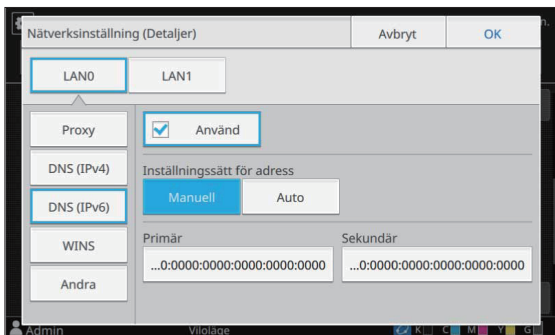 Nätverksinställning (Detaljer)
Avbryt
OK
LAN0
LAN1
Proxy
DNS (IPv4)
DNS (IPv6)
WINS
Andra
Använd
Inställningssätt för adress
Manuell
Auto
Primär
Sekundär
...0:0000:0000:0000:0000:0000
...0:0000:0000:0000:0000:0000
Admin
Viloläge
K
C
M
Y
G